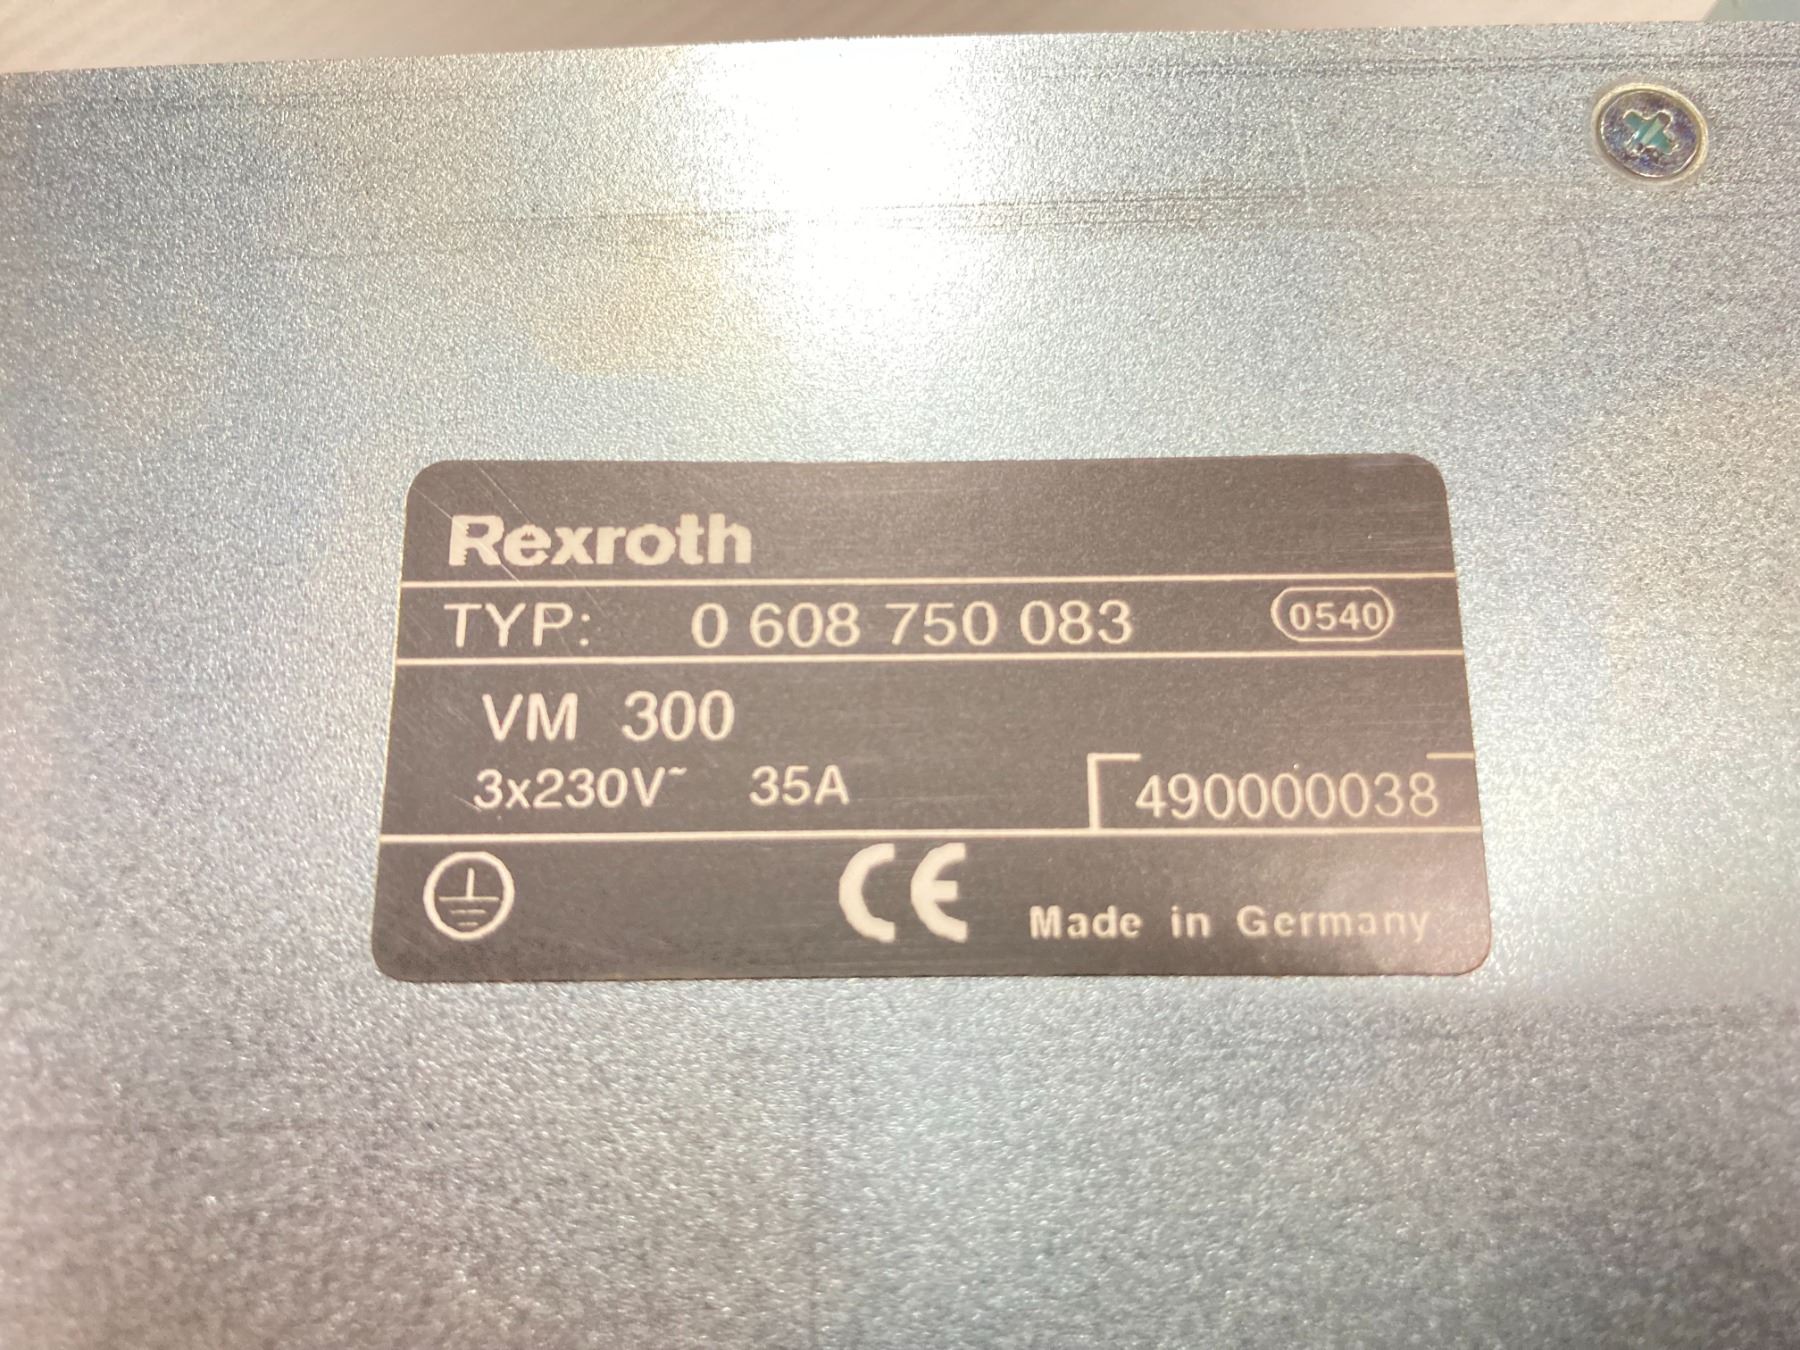 Rexroth
TYP: 0 608 750 083 0540
VM 300
3x230V~ 35A 490000038
CE Made in Germany